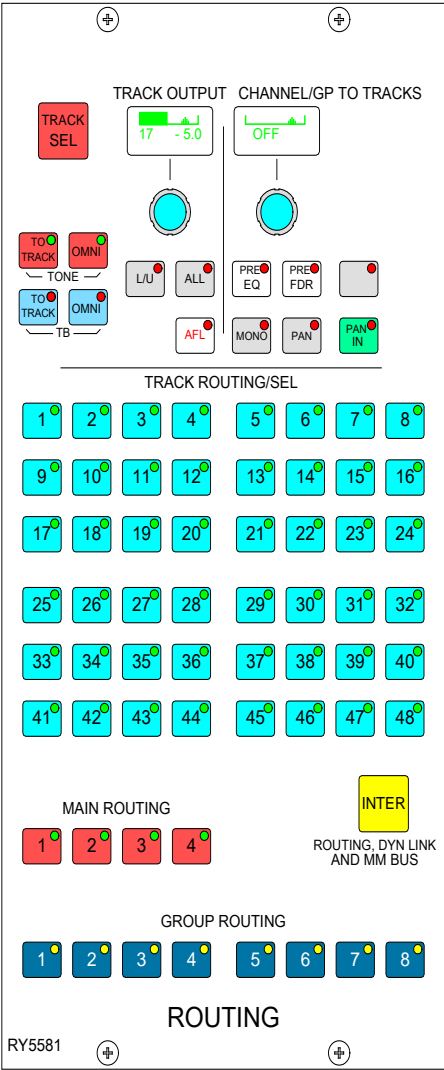 TRACK OUTPUT CHANNEL/GP TO TRACKS
TRACK
SEL
17 - 5.0
OFF
TO
TRACK
OMNI
TONE
TO
TRACK
OMNI
TB
L/U
ALL
PRE
EQ
PRE
FDR
AFL
MONO
PAN
PAN
IN
TRACK ROUTING/SEL
1 2 3 4 5 6 7 8
9 10 11 12 13 14 15 16
17 18 19 20 21 22 23 24
25 26 27 28 29 30 31 32
33 34 35 36 37 38 39 40
41 42 43 44 45 46 47 48
INTER
ROUTING, DYN LINK
AND MM BUS
MAIN ROUTING
1 2 3 4
GROUP ROUTING
1 2 3 4 5 6 7 8
ROUTING
RY5581